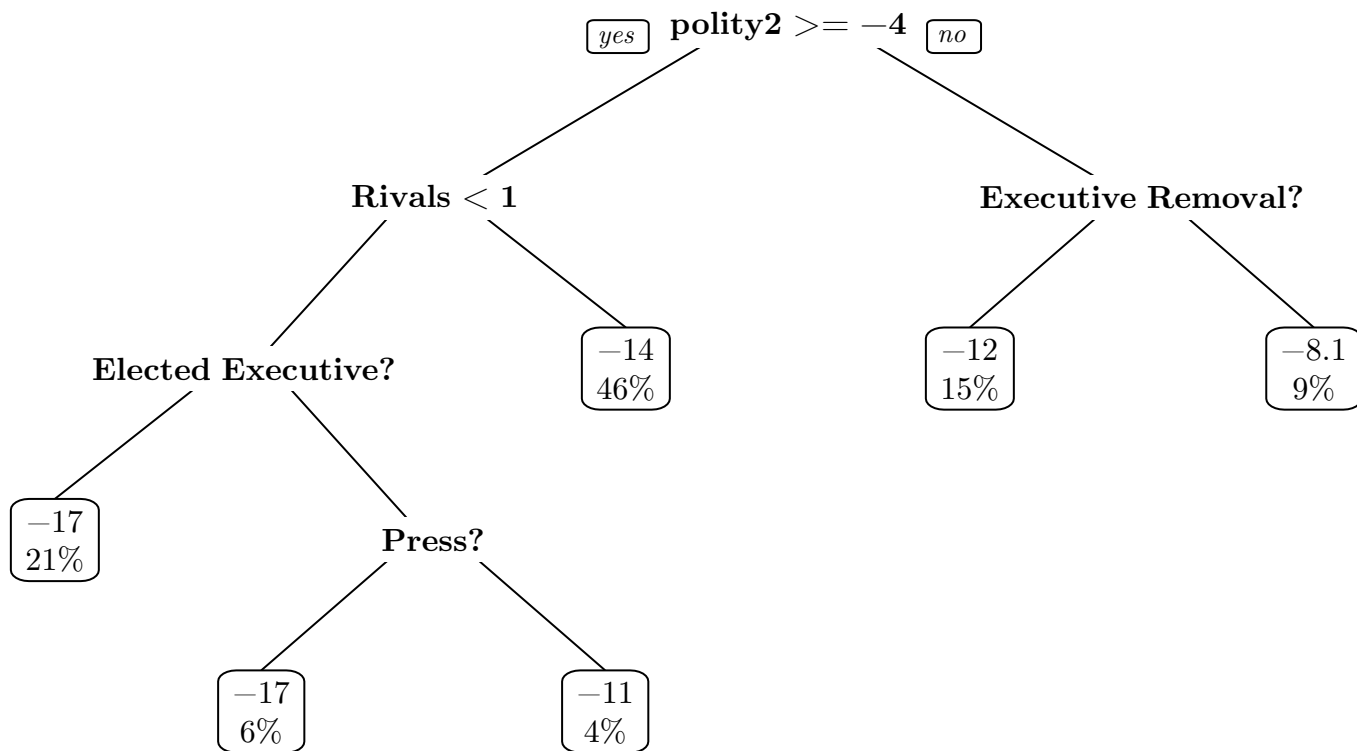 yes polity2 >= −4 no
Rivals < 1 Executive Removal?
Elected Executive? −14 −12 −8.1
46% 15% 9%
−17 Press?
21%
−17 −11
6% 4%